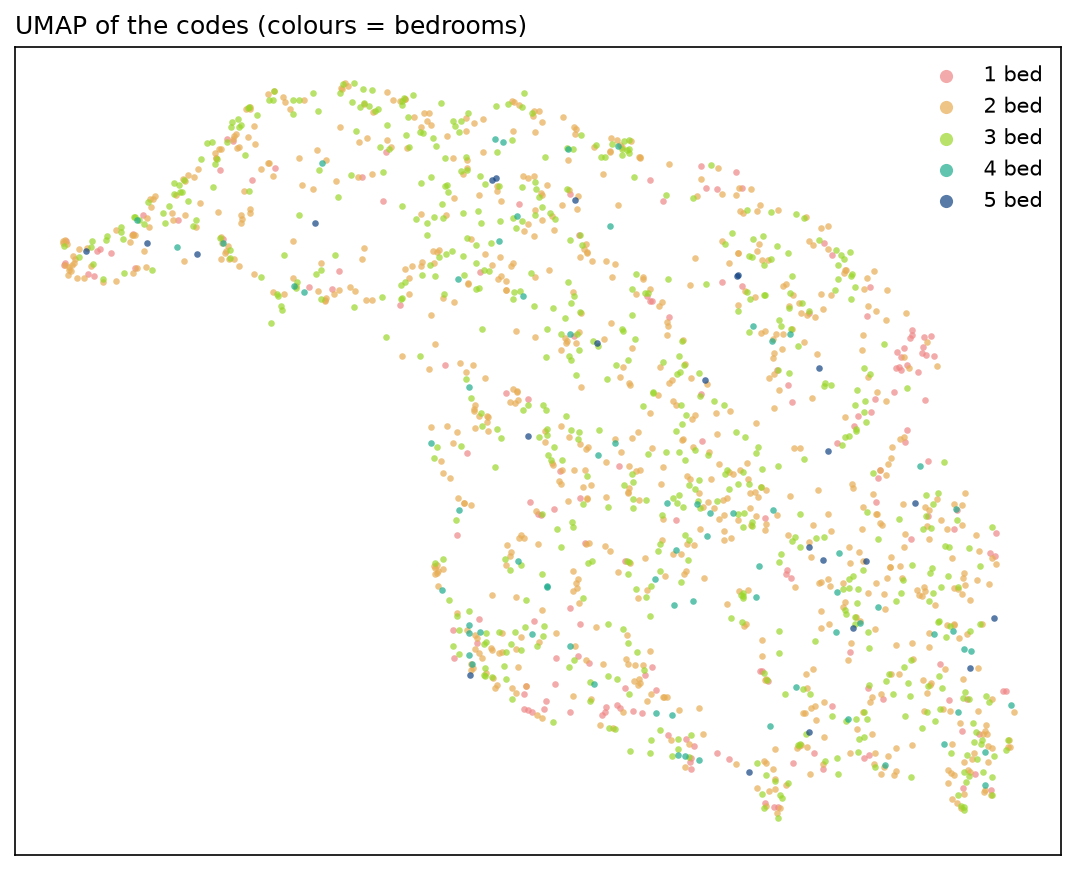 UMAP of the codes (colours = bedrooms)
1 bed
2 bed
3 bed
4 bed
5 bed